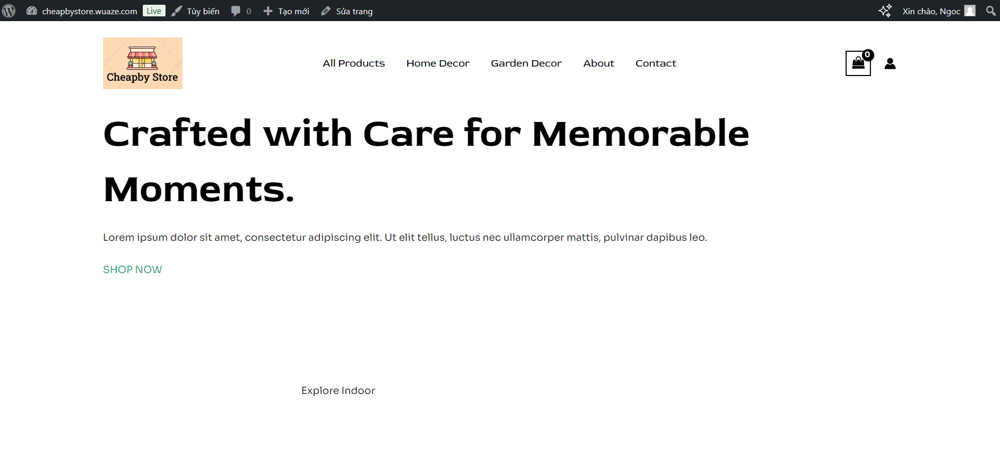 cheapbystore.wuaze.com Live Tùy biến 0 Tạo mới Sửa trang Xin chào, Ngoc
Cheapby Store
All Products Home Decor Garden Decor About Contact 0
Crafted with Care for Memorable
Moments.
Lorem ipsum dolor sit amet, consectetur adipiscing elit. Ut elit tellus, luctus nec ullamcorper mattis, pulvinar dapibus leo.
SHOP NOW
Explore Indoor